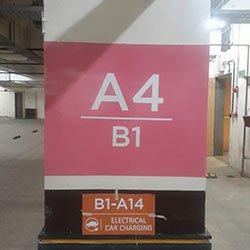 A4
B1
B1-A14
ELECTRICAL
CAR CHARGING